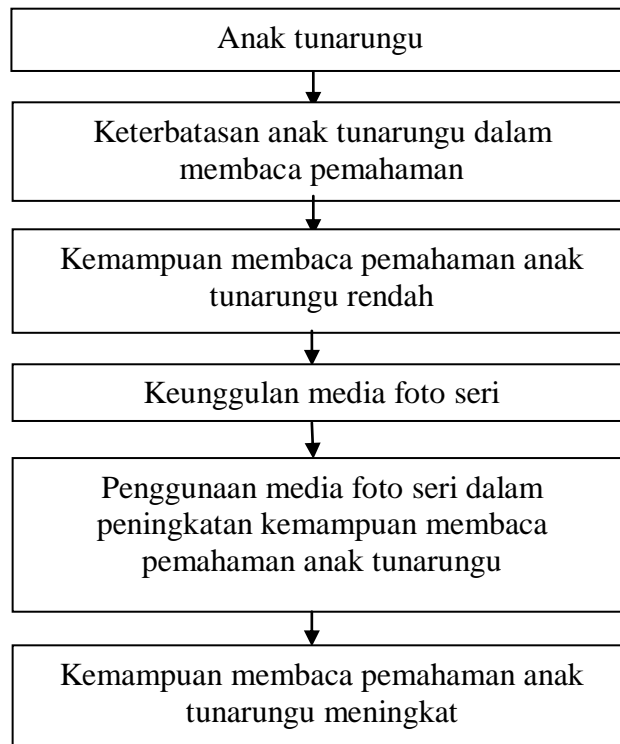 Anak tunarungu
Keterbatasan anak tunarungu dalam
membaca pemahaman
Kemampuan membaca pemahaman anak
tunarungu rendah
Keunggulan media foto seri
Penggunaan media foto seri dalam
peningkatan kemampuan membaca
pemahaman anak tunarungu
Kemampuan membaca pemahaman anak
tunarungu meningkat